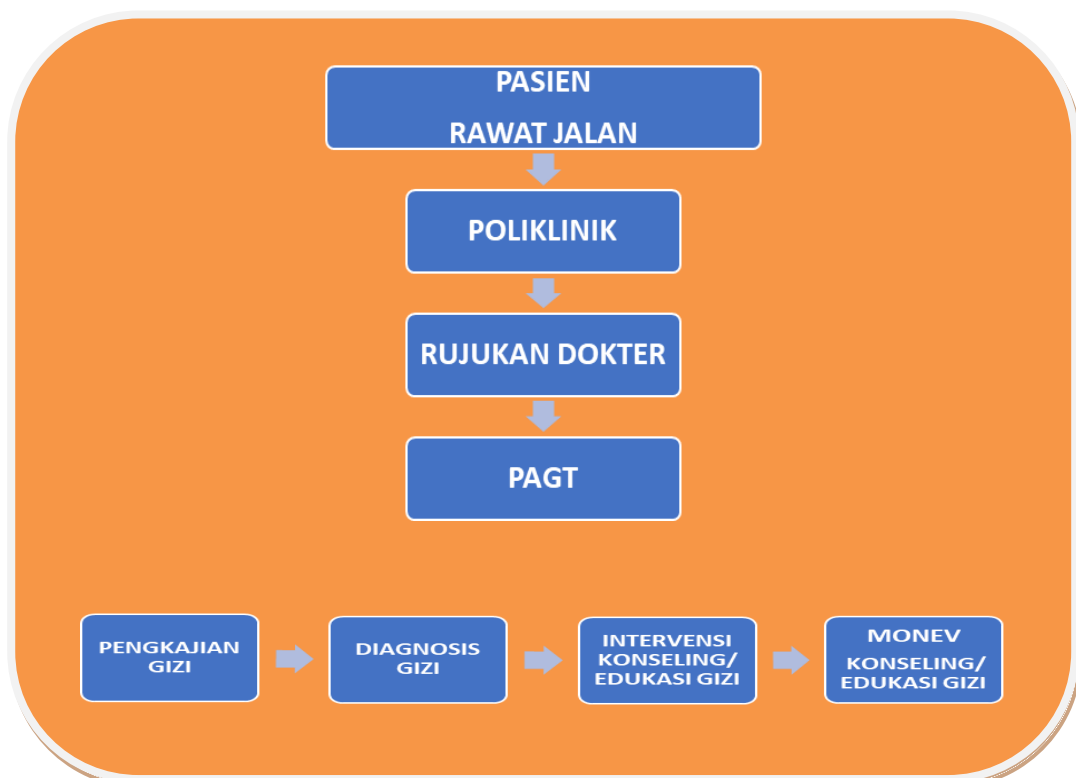 PASIEN
RAWAT JALAN
POLIKLINIK
RUJUKAN DOKTER
PAGT
PENGKAJIAN
GIZI
DIAGNOSIS
GIZI
INTERVENSI
KONSELING/
EDUKASI GIZI
MONEV
KONSELING/
EDUKASI GIZI